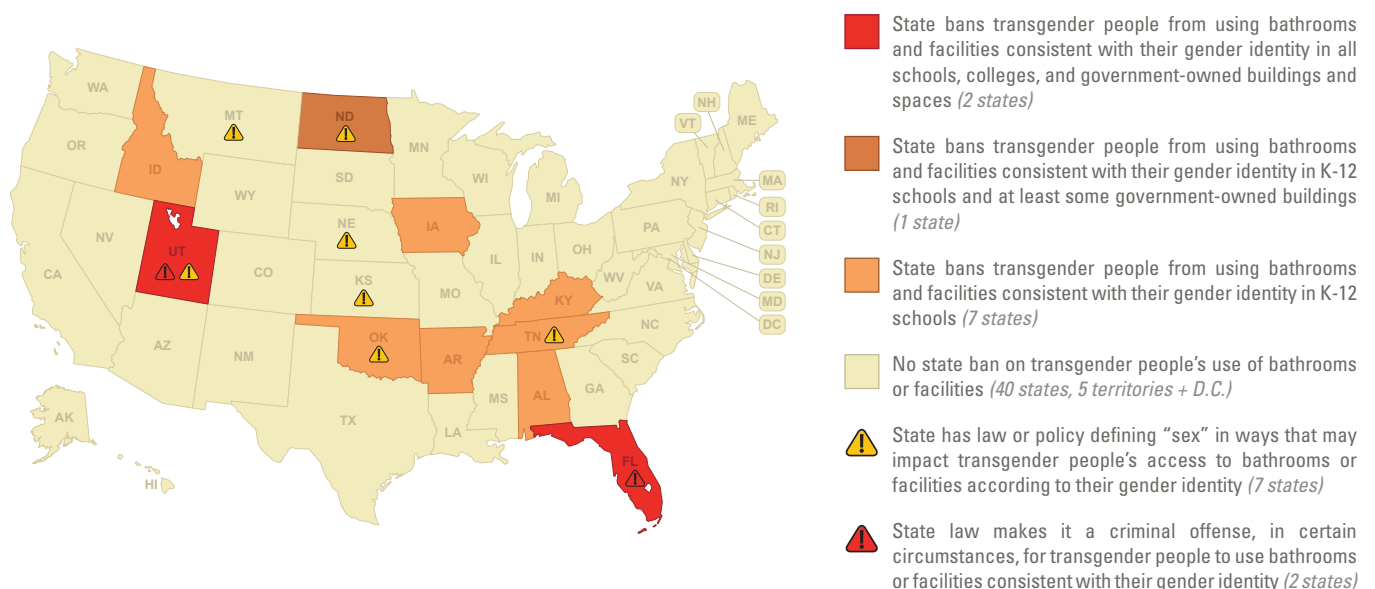 WA
OR
CA
NV
ID
MT
WY
UT
AZ
CO
NM
ND
SD
NE
KS
OK
TX
MN
IA
MO
AR
LA
WI
IL
MI
IN
OH
KY
TN
MS
AL
GA
FL
SC
NC
VA
WV
PA
NY
VT
NH
ME
MA
RI
CT
NJ
DE
MD
DC
AK
HI
State bans transgender people from using bathrooms
and facilities consistent with their gender identity in all
schools, colleges, and government-owned buildings and
spaces (2 states)
State bans transgender people from using bathrooms
and facilities consistent with their gender identity in K-12
schools and at least some government-owned buildings
(1 state)
State bans transgender people from using bathrooms
and facilities consistent with their gender identity in K-12
schools (7 states)
No state ban on transgender people’s use of bathrooms
or facilities (40 states, 5 territories + D.C.)
State has law or policy defining “sex” in ways that may
impact transgender people’s access to bathrooms or
facilities according to their gender identity (7 states)
State law makes it a criminal offense, in certain
circumstances, for transgender people to use bathrooms
or facilities consistent with their gender identity (2 states)